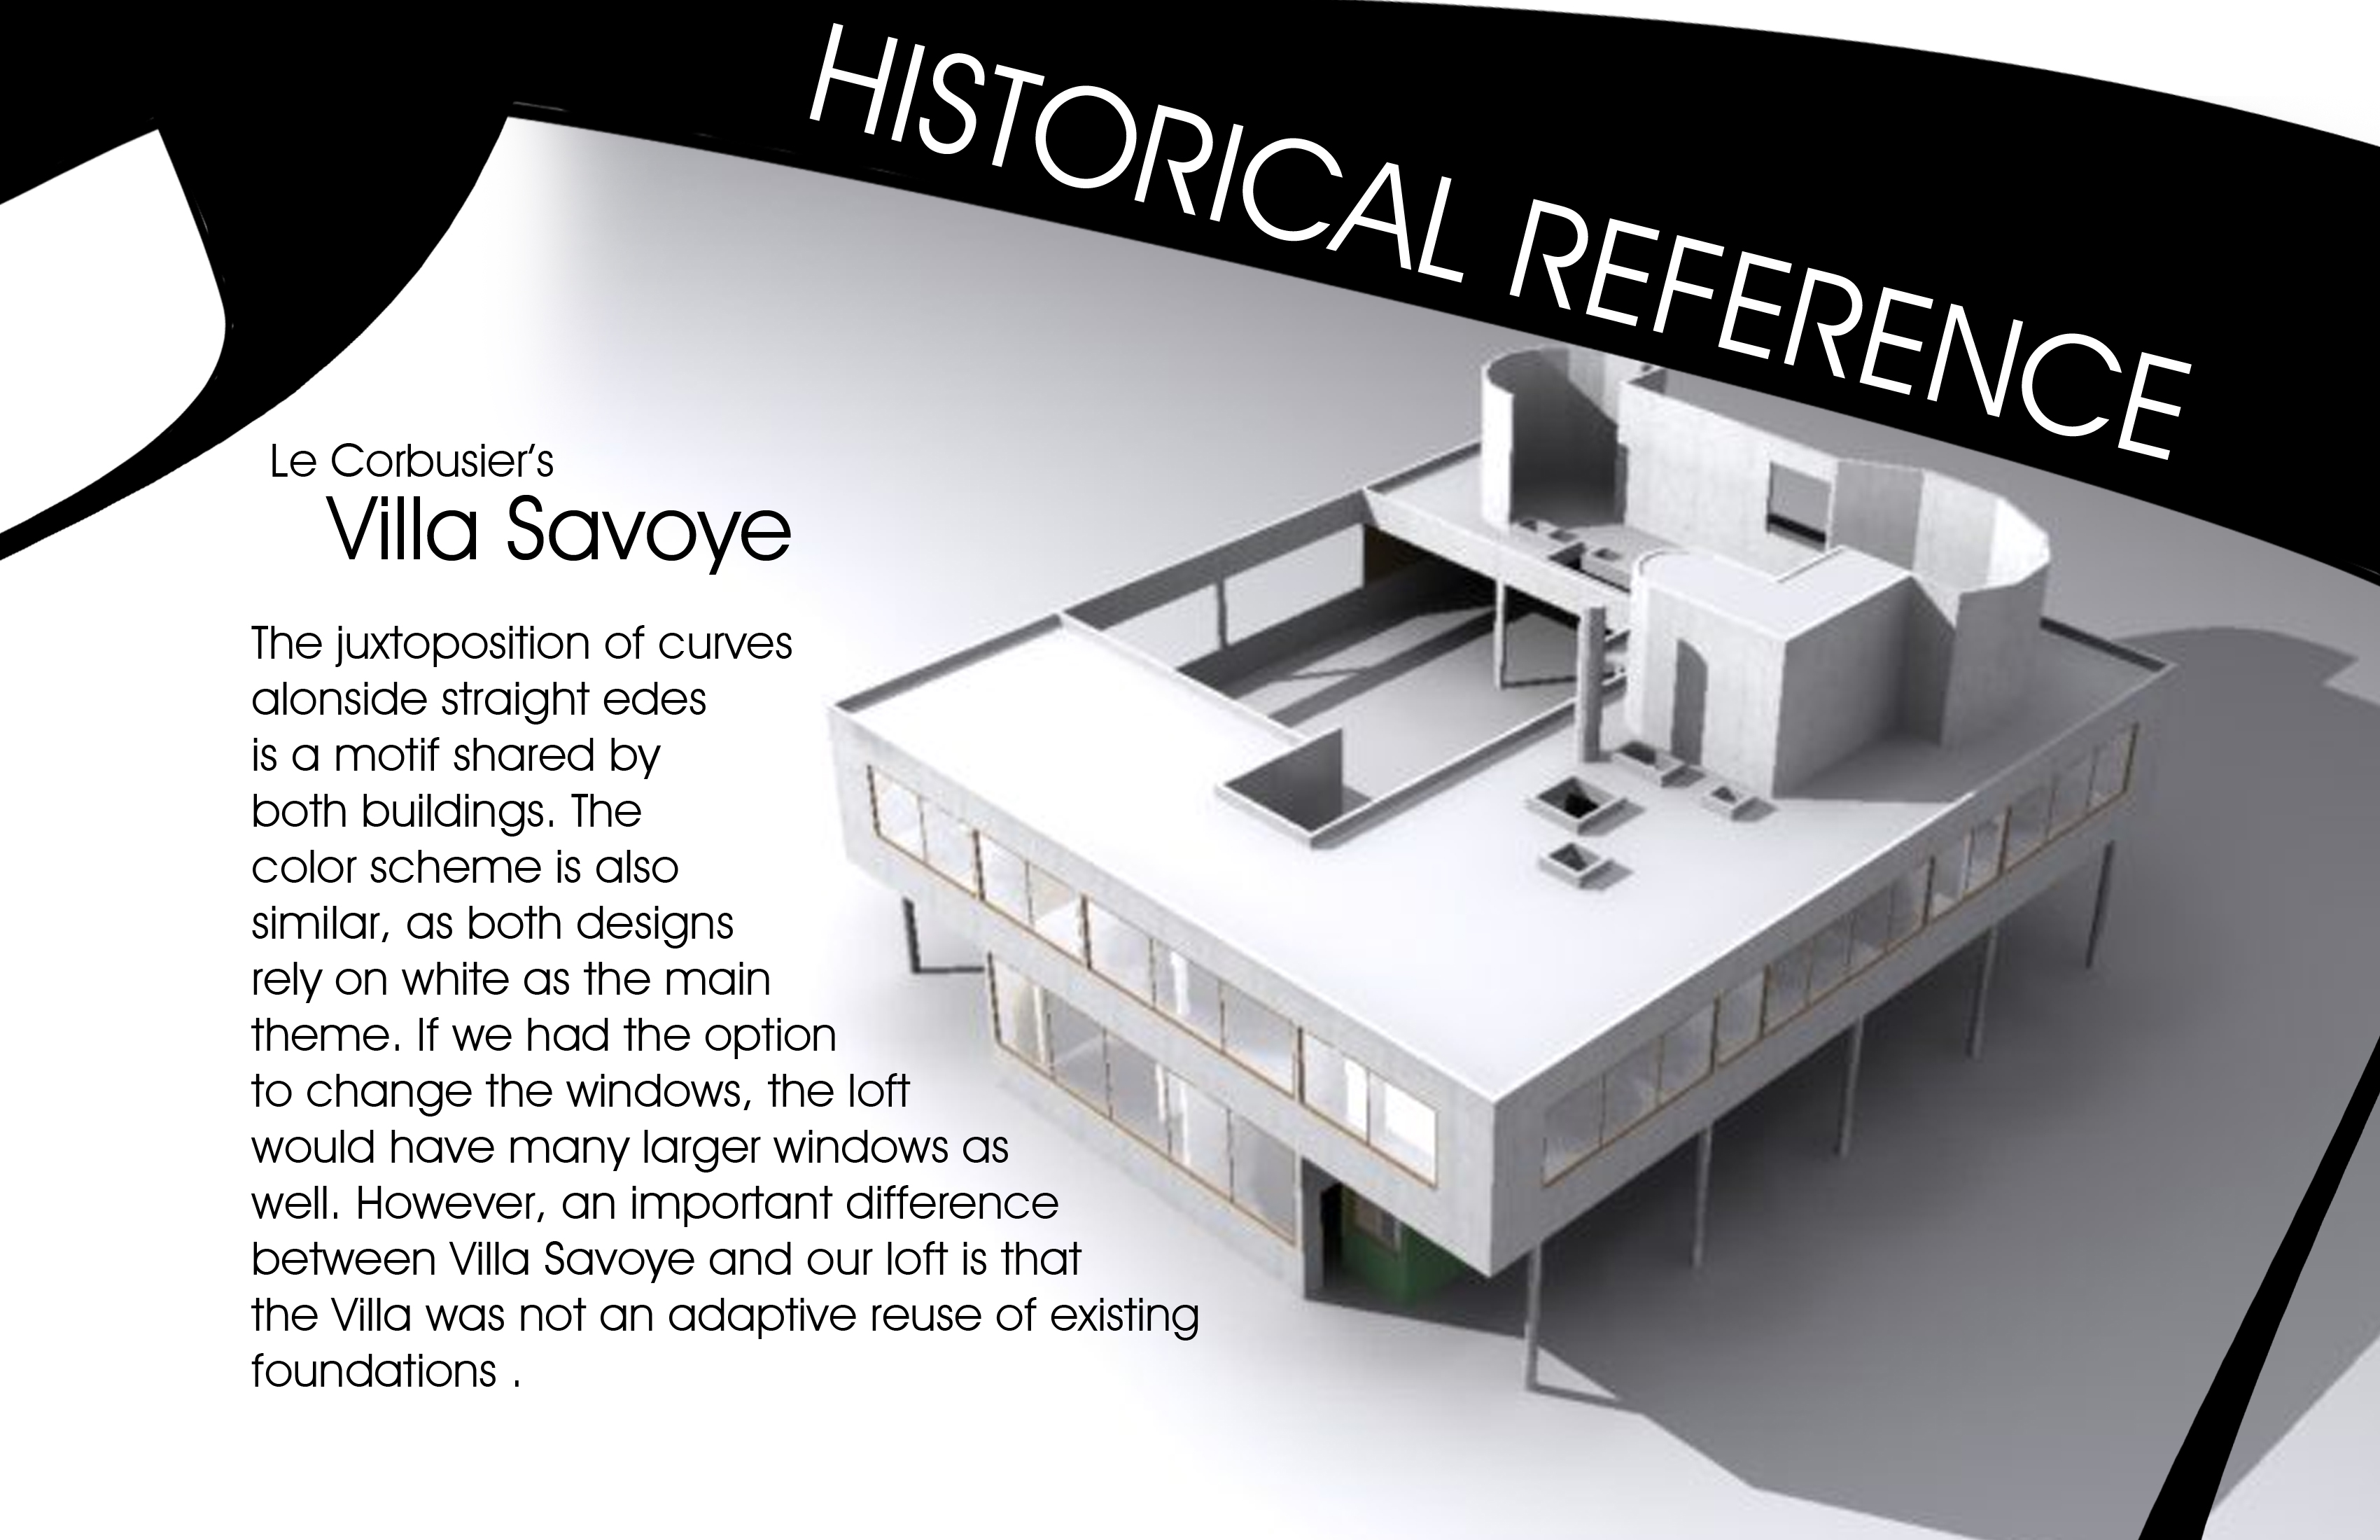 HISTORICAL REFERENCE
Le Corbusier’s
Villa Savoye
The juxtoposition of curves
alonside straight edes
is a motif shared by
both buildings. The
color scheme is also
similar, as both designs
rely on white as the main
theme. If we had the option
to change the windows, the loft
would have many larger windows as
well. However, an important difference
between Villa Savoye and our loft is that
the Villa was not an adaptive reuse of existing
foundations .